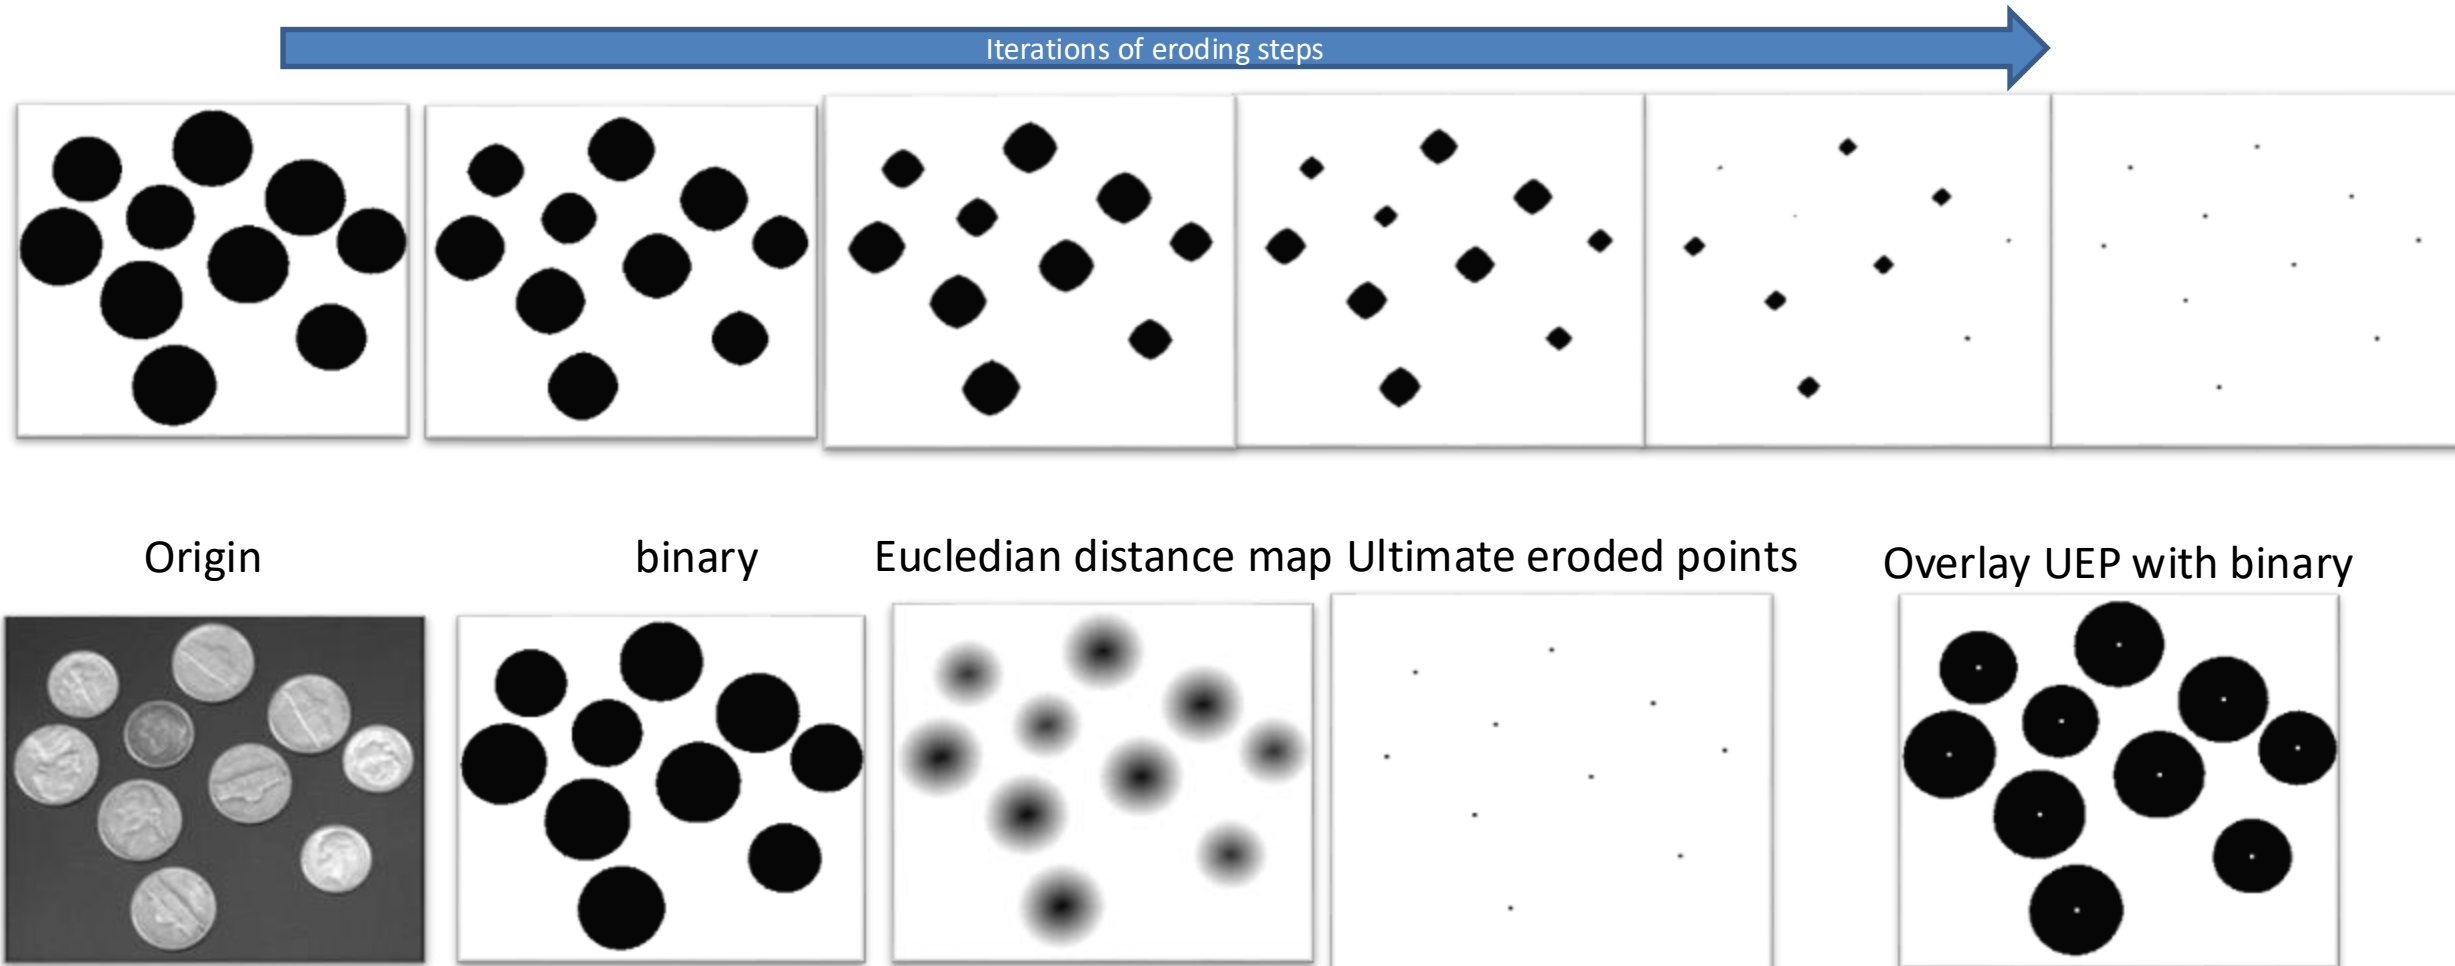 Iterations of eroding steps
Origin
binary
Eucledian distance map
Ultimate eroded points
Overlay UEP with binary